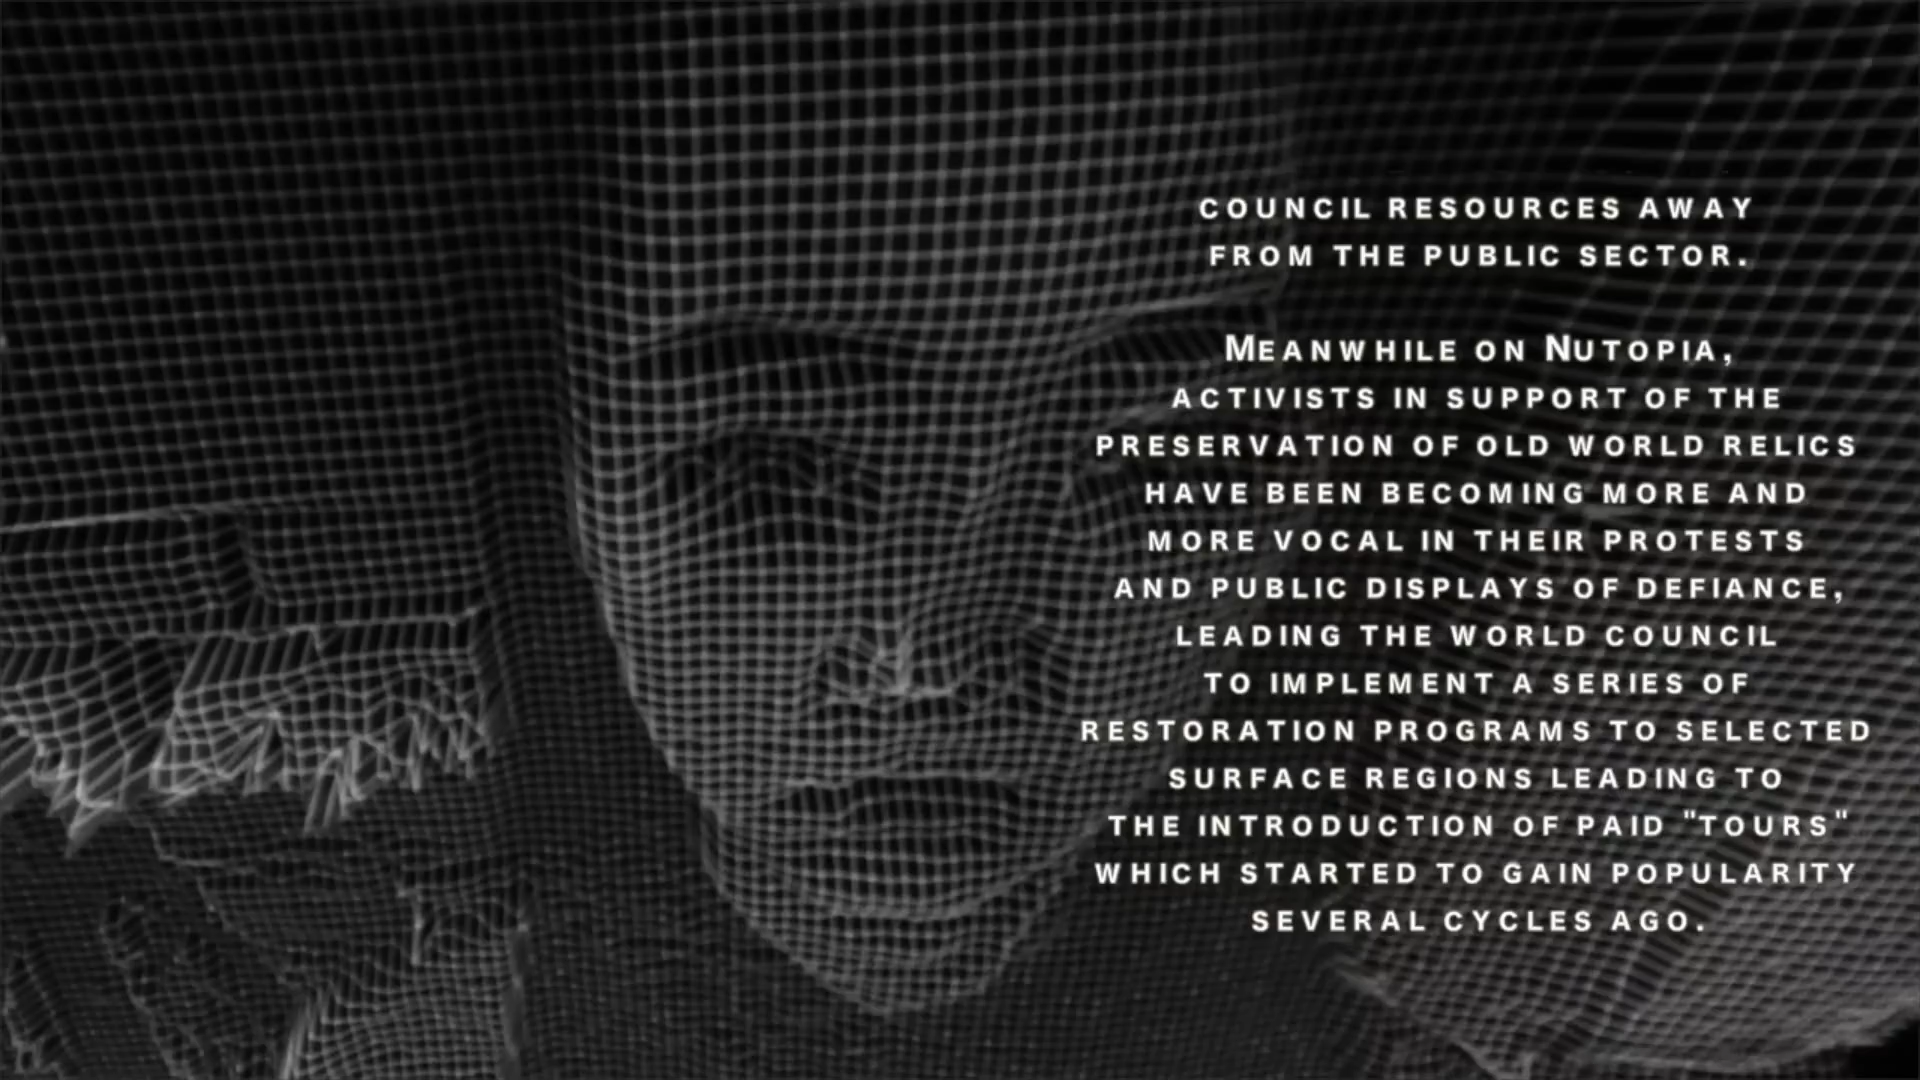 COUNCIL RESOURCES AWAY
FROM THE PUBLIC SECTOR.
MEANWHILE ON NUTOPIA,
ACTIVISTS IN SUPPORT OF THE
PRESERVATION OF OLD WORLD RELICS
HAVE BEEN BECOMING MORE AND
MORE VOCAL IN THEIR PROTESTS
AND PUBLIC DISPLAYS OF DEFIANCE,
LEADING THE WORLD COUNCIL
TO IMPLEMENT A SERIES OF
RESTORATION PROGRAMS TO SELECTED
SURFACE REGIONS LEADING TO
THE INTRODUCTION OF PAID "TOURS"
WHICH STARTED TO GAIN POPULARITY
SEVERAL CYCLES AGO.